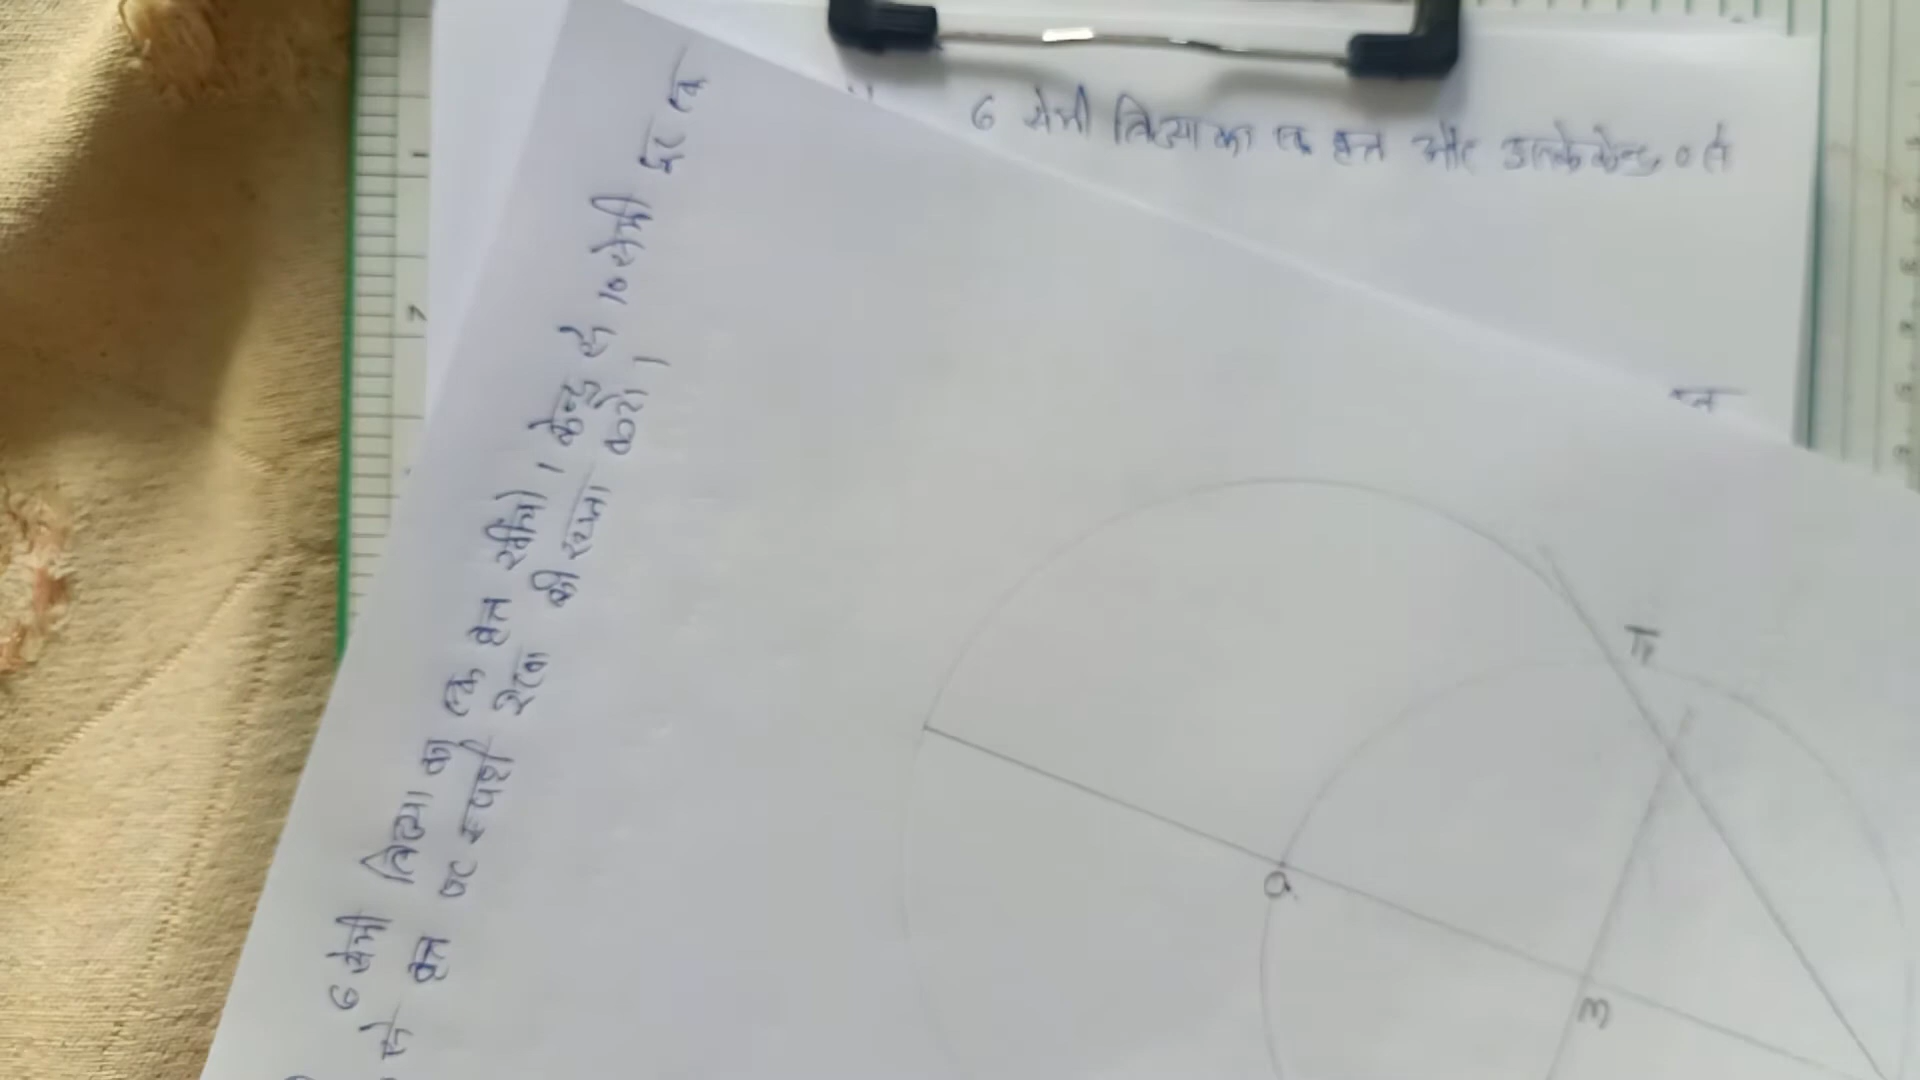 6 सेमी त्रिज्या का एक वृत्त खींचो। केन्द्र से 10 सेमी दूर एक
से वृत्त पर स्पर्श रेखा की रचना करो।
6 सेमी त्रिज्या का एक वृत्त और उसके केन्द्र O से
O
M